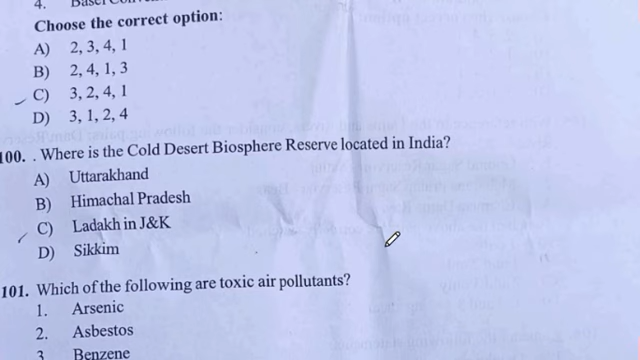 4. Basel
Choose the correct option:
A) 2, 3, 4, 1
B) 2, 4, 1, 3
C) 3, 2, 4, 1
D) 3, 1, 2, 4
100. . Where is the Cold Desert Biosphere Reserve located in India?
A) Uttarakhand
B) Himachal Pradesh
C) Ladakh in J&K
D) Sikkim
101. Which of the following are toxic air pollutants?
1. Arsenic
2. Asbestos
3. Benzene